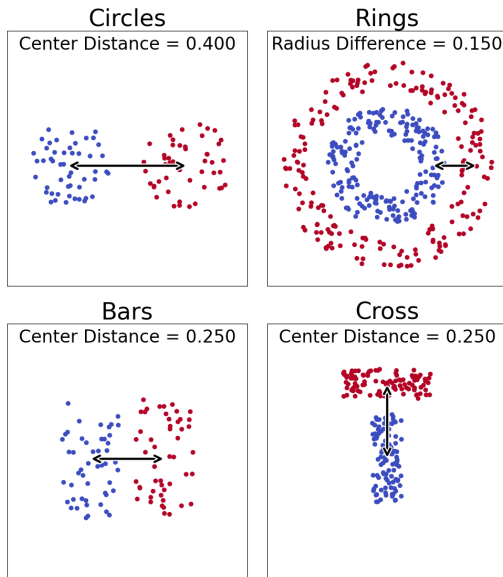 Circles
Center Distance = 0.400
Rings
Radius Difference = 0.150
Bars
Center Distance = 0.250
Cross
Center Distance = 0.250